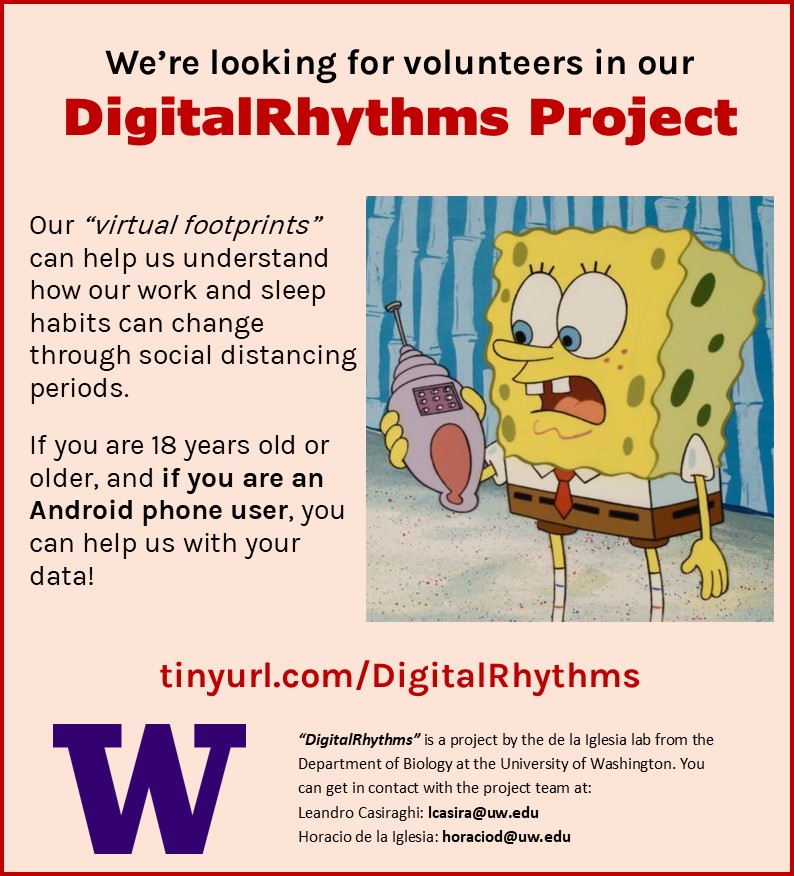 We’re looking for volunteers in our
DigitalRhythms Project
Our “virtual footprints”
can help us understand
how our work and sleep
habits can change
through social distancing
periods.
If you are 18 years old or
older, and if you are an
Android phone user, you
can help us with your
data!
tinyurl.com/DigitalRhythms
W
“DigitalRhythms” is a project by the de la Iglesia lab from the
Department of Biology at the University of Washington. You
can get in contact with the project team at:
Leandro Casiraghi: lcasira@uw.edu
Horacio de la Iglesia: horaciod@uw.edu